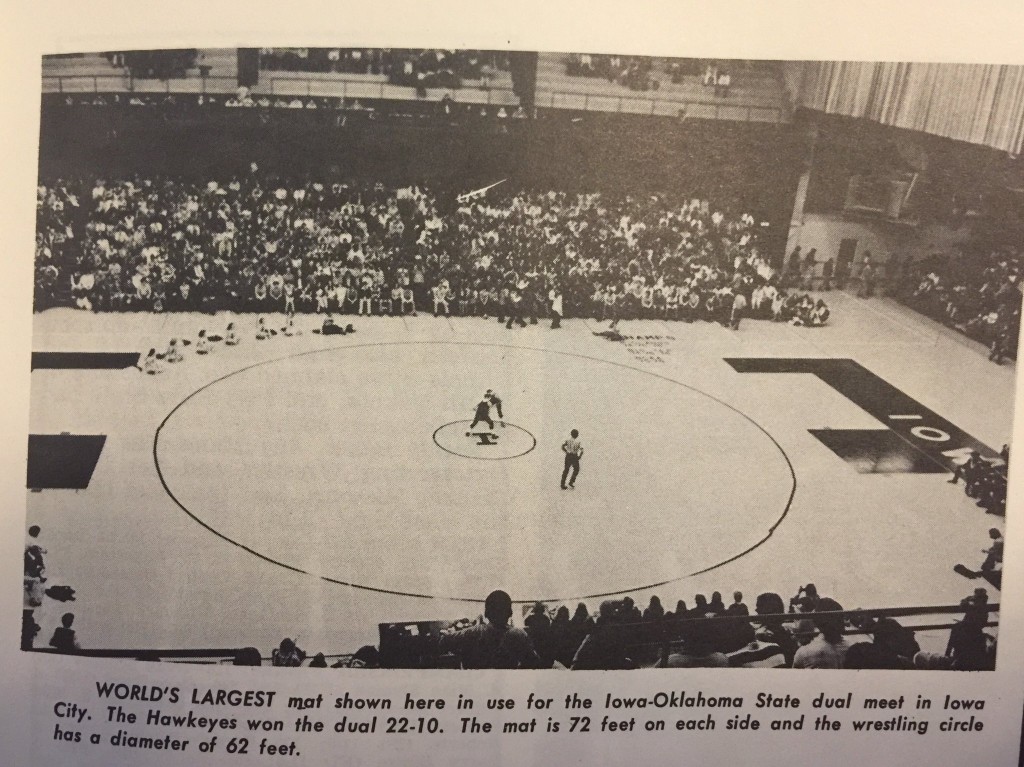 CHAMPS
I
IOWA
WORLD'S LARGEST mat shown here in use for the Iowa-Oklahoma State dual meet in Iowa
City. The Hawkeyes won the dual 22-10. The mat is 72 feet on each side and the wrestling circle
has a diameter of 62 feet.